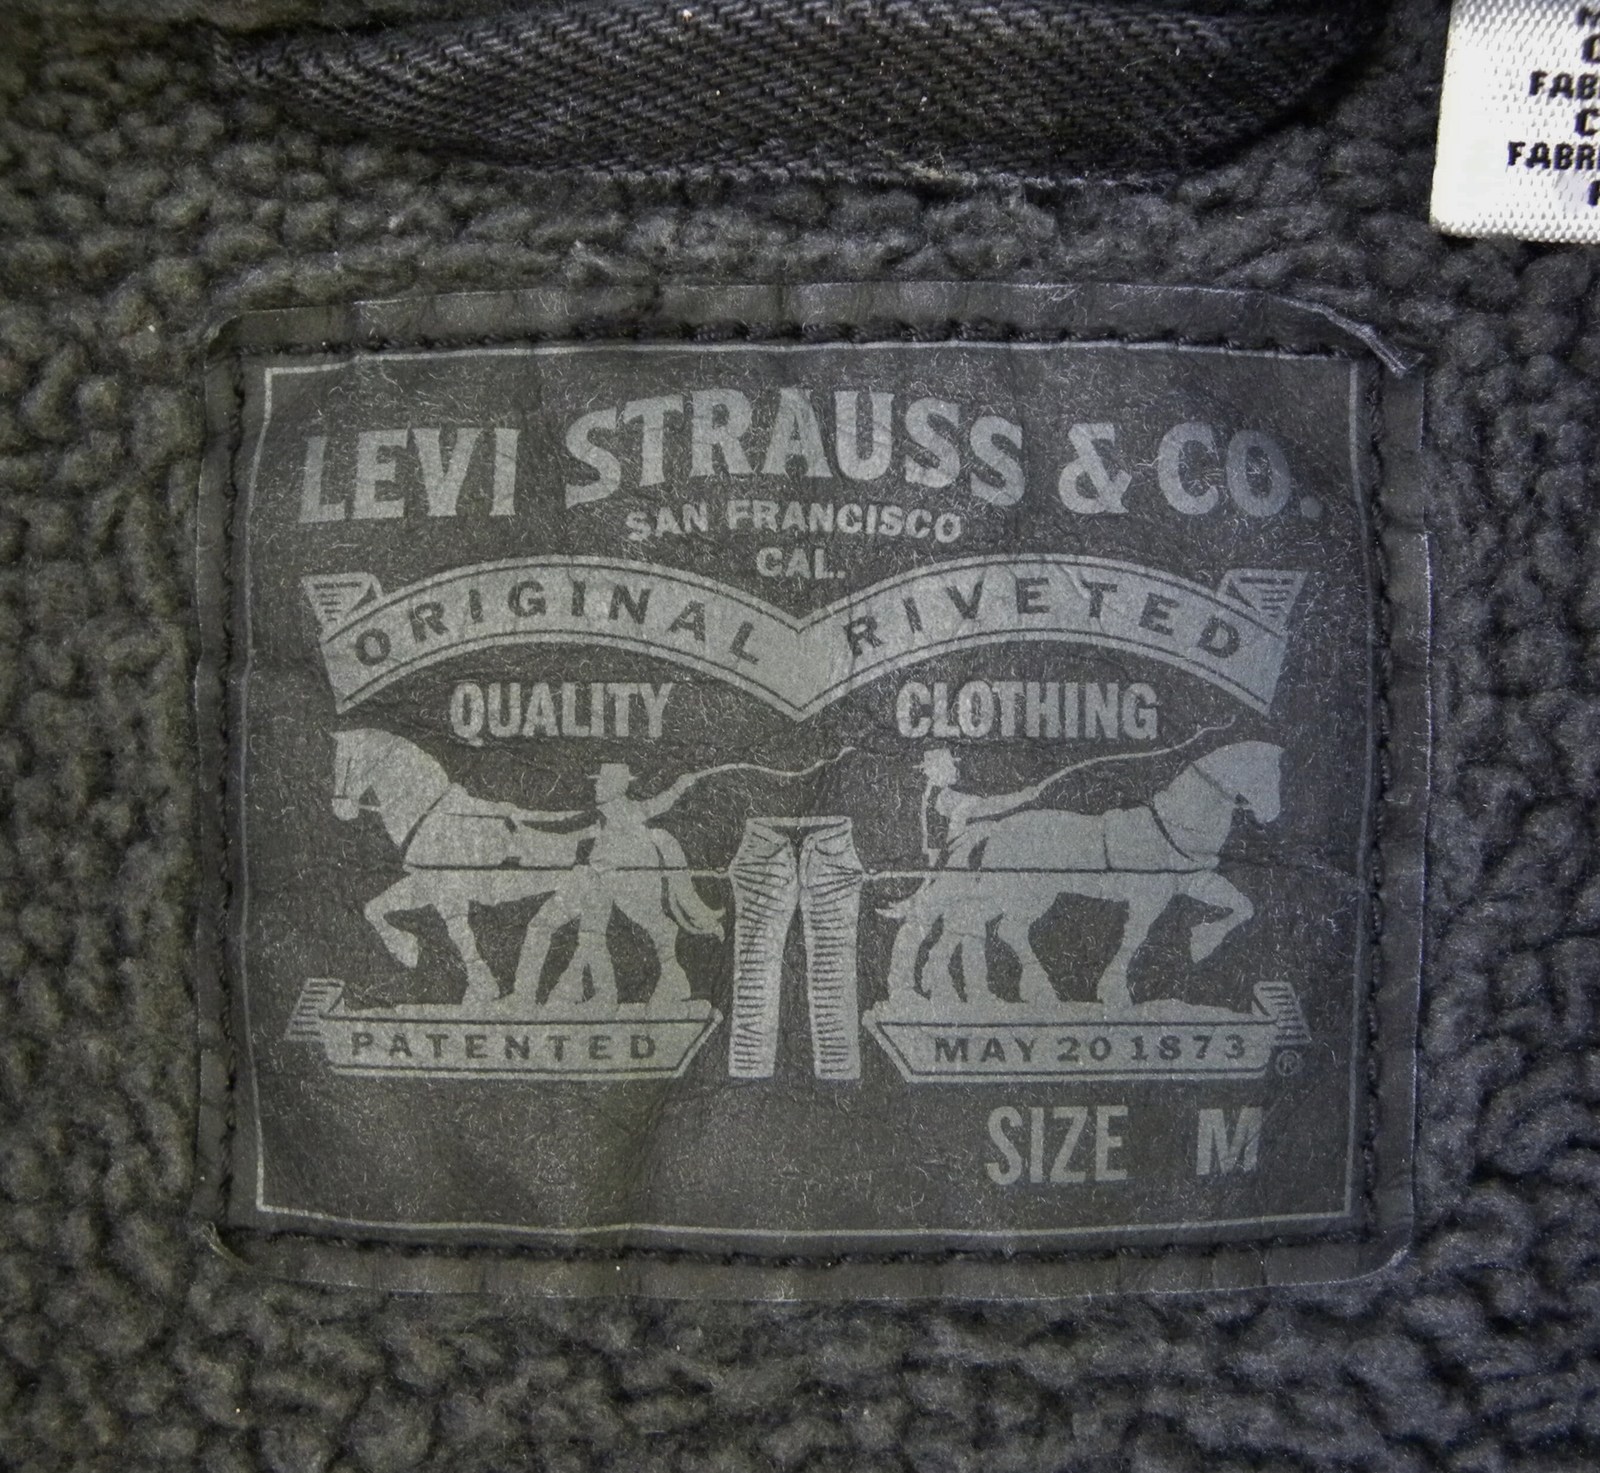 LEVI STRAUSS & CO.
SAN FRANCISCO
CAL.
ORIGINAL RIVETED
QUALITY CLOTHING
PATENTED MAY 20 1873 ®
SIZE M